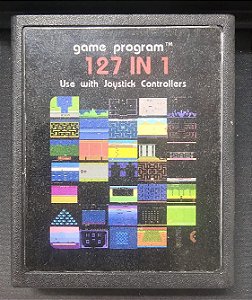 game program™
127 IN 1
Use with Joystick Controllers